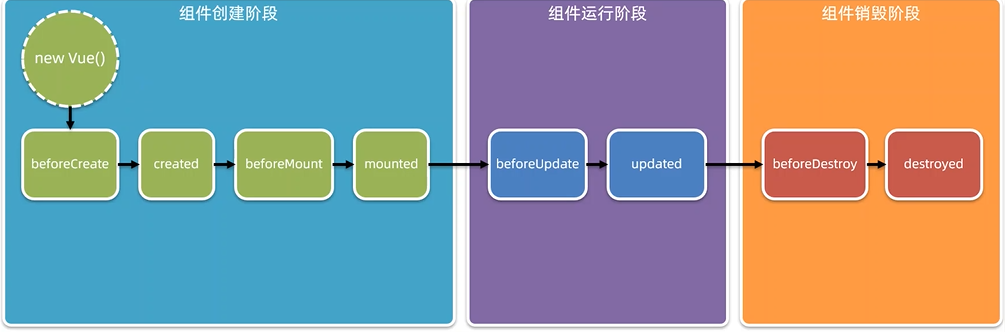 组件创建阶段
组件运行阶段
组件销毁阶段
new Vue()
beforeCreate
created
beforeMount
mounted
beforeUpdate
updated
beforeDestroy
destroyed